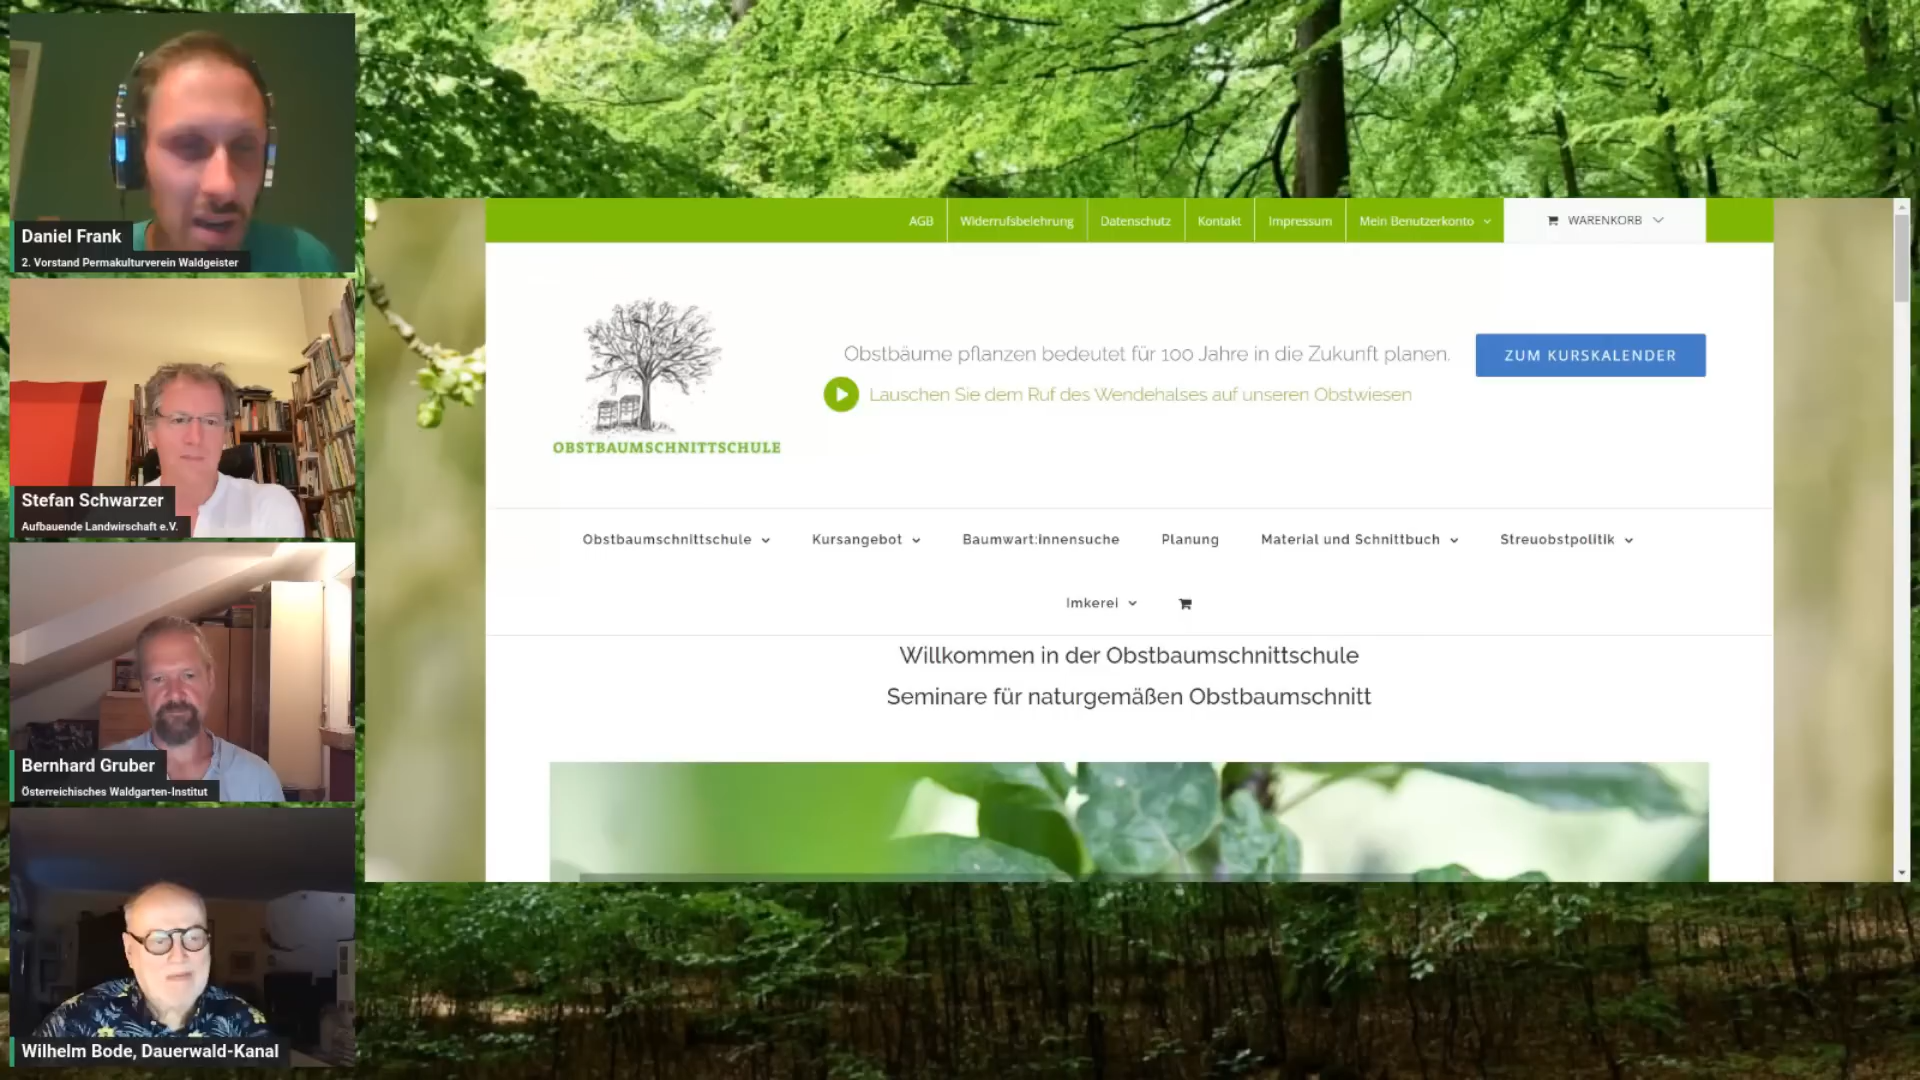 Daniel Frank
2. Vorstand Permakulturverein Waldgeister
Stefan Schwarzer
Aufbauende Landwirschaft e.V.
Bernhard Gruber
Österreichisches Waldgarten-Institut
Wilhelm Bode, Dauerwald-Kanal
AGB Widerrufsbelehrung Datenschutz Kontakt Impressum Mein Benutzerkonto WARENKORB
OBSTBAUMSCHNITTSCHULE
Obstbäume pflanzen bedeutet für 100 Jahre in die Zukunft planen.
Lauschen Sie dem Ruf des Wendehalses auf unseren Obstwiesen
ZUM KURSKALENDER
Obstbaumschnittschule Kursangebot Baumwart:innensuche Planung Material und Schnittbuch Streuobstpolitik
Imkerei
Willkommen in der Obstbaumschnittschule
Seminare für naturgemäßen Obstbaumschnitt